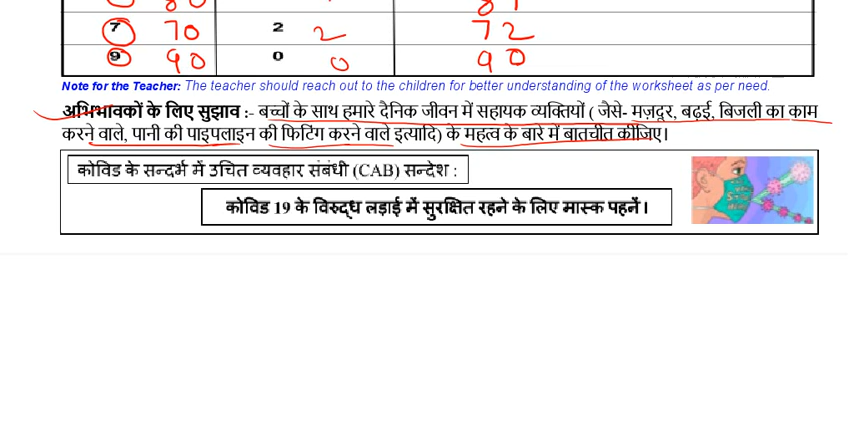 7 70 2 2 72
9 90 0 0 90
Note for the Teacher: The teacher should reach out to the children for better understanding of the worksheet as per need.
अभिभावकों के लिए सुझाव :- बच्चों के साथ हमारे दैनिक जीवन में सहायक व्यक्तियों ( जैसे- मज़दूर, बढ़ई, बिजली का काम
करने वाले, पानी की पाइपलाइन की फिटिंग करने वाले इत्यादि) के महत्व के बारे में बातचीत कीजिए।
कोविड के सन्दर्भ में उचित व्यवहार संबंधी (CAB) सन्देश :
कोविड 19 के विरुद्ध लड़ाई में सुरक्षित रहने के लिए मास्क पहनें।